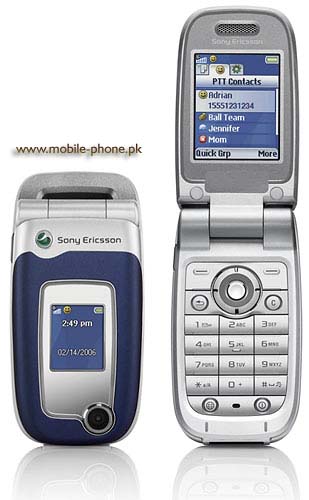 Sony Ericsson
PTT Contacts
Adrian
15551231234
Ball Team
Jennifer
Mom
Quick Grp More
www.mobile-phone.pk
Sony Ericsson
2:49 pm
02/14/2006
C
1
2 ABC
3 DEF
4 GHI
5 JKL
6 MNO
7 PQRS
8 TUV
9 WXYZ
* a/A
0 +
#